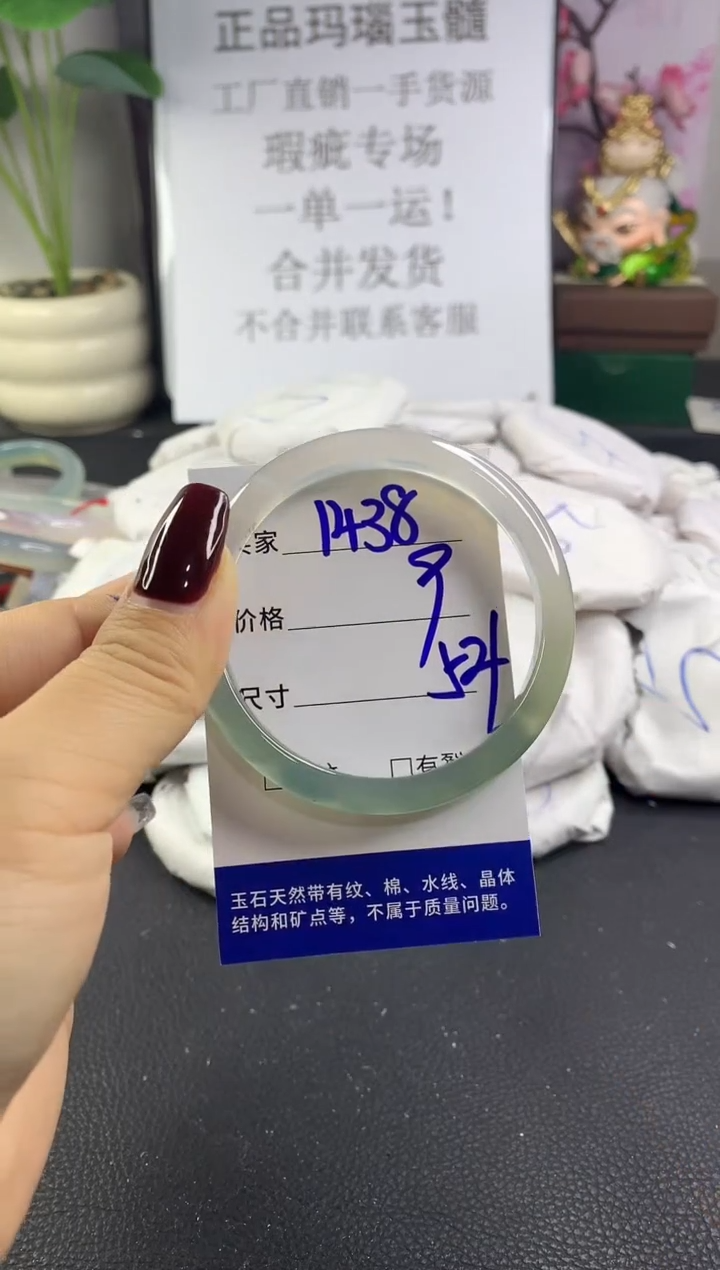 正品玛瑙玉髓
工厂直销一手货源
瑕疵专场
一单一运！
合并发货
不合并联系客服
家 1438
价格 9
尺寸 54
□有裂
玉石天然带有纹、棉、水线、晶体
结构和矿点等，不属于质量问题。